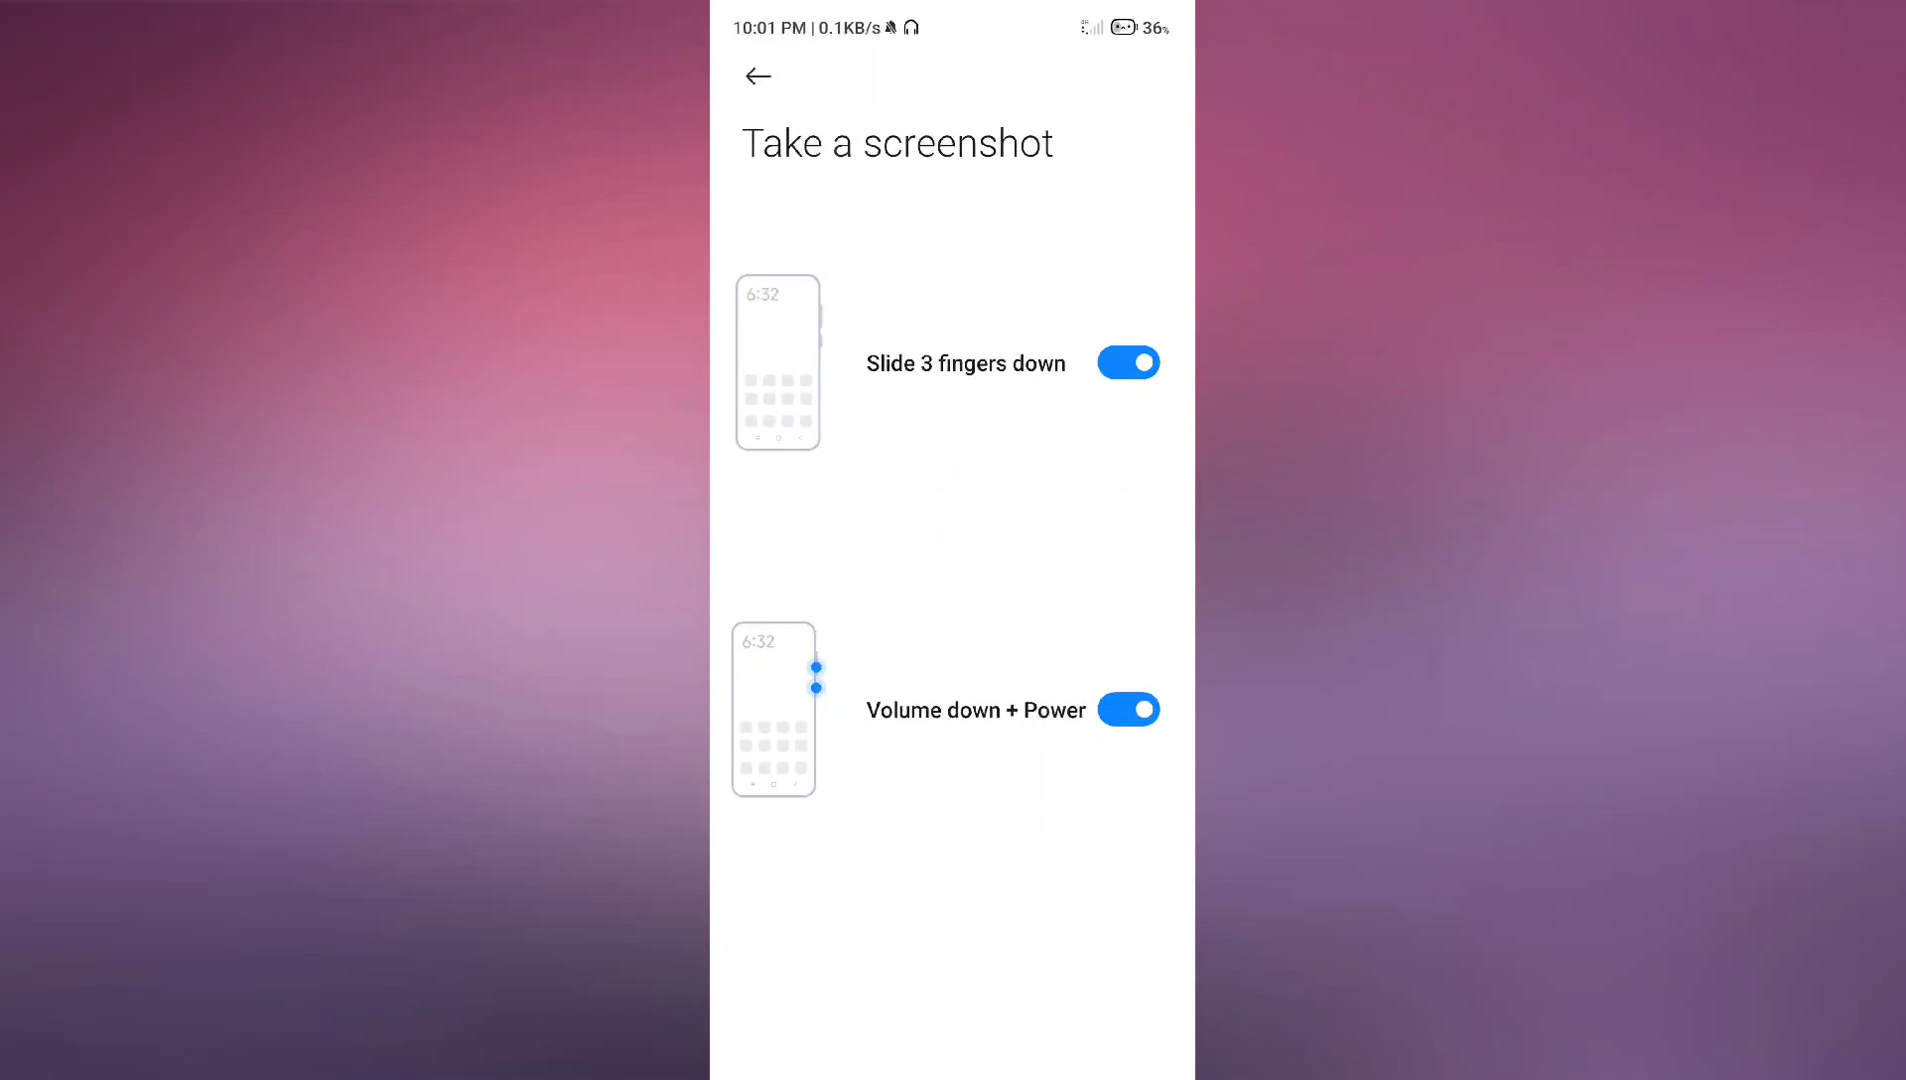 10:01 PM | 0.1KB/s 36%
Take a screenshot
6:32
Slide 3 fingers down
6:32
Volume down + Power